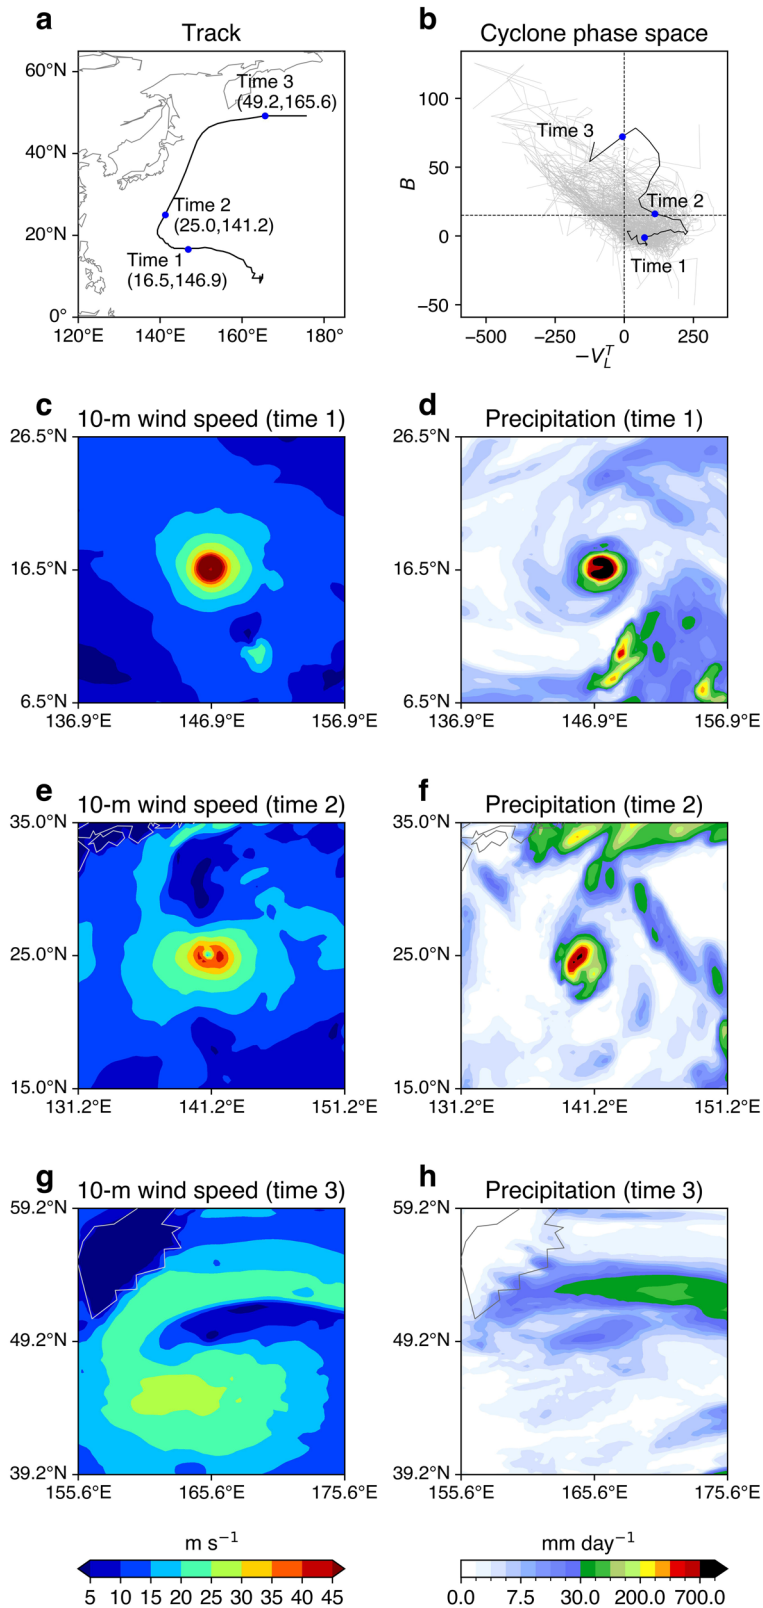 a
Track
60°N
40°N
20°N
0°
120°E
140°E
160°E
180°
Time 3
(49.2,165.6)
Time 2
(25.0,141.2)
Time 1
(16.5,146.9)
b
Cyclone phase space
B
100
50
0
−50
−500
−250
0
250
−V_L^T
Time 3
Time 2
Time 1
c
10-m wind speed (time 1)
26.5°N
16.5°N
6.5°N
136.9°E
146.9°E
156.9°E
d
Precipitation (time 1)
26.5°N
16.5°N
6.5°N
136.9°E
146.9°E
156.9°E
e
10-m wind speed (time 2)
35.0°N
25.0°N
15.0°N
131.2°E
141.2°E
151.2°E
f
Precipitation (time 2)
35.0°N
25.0°N
15.0°N
131.2°E
141.2°E
151.2°E
g
10-m wind speed (time 3)
59.2°N
49.2°N
39.2°N
155.6°E
165.6°E
175.6°E
h
Precipitation (time 3)
59.2°N
49.2°N
39.2°N
155.6°E
165.6°E
175.6°E
m s⁻¹
5 10 15 20 25 30 35 40 45
mm day⁻¹
0.0 7.5 30.0 200.0 700.0